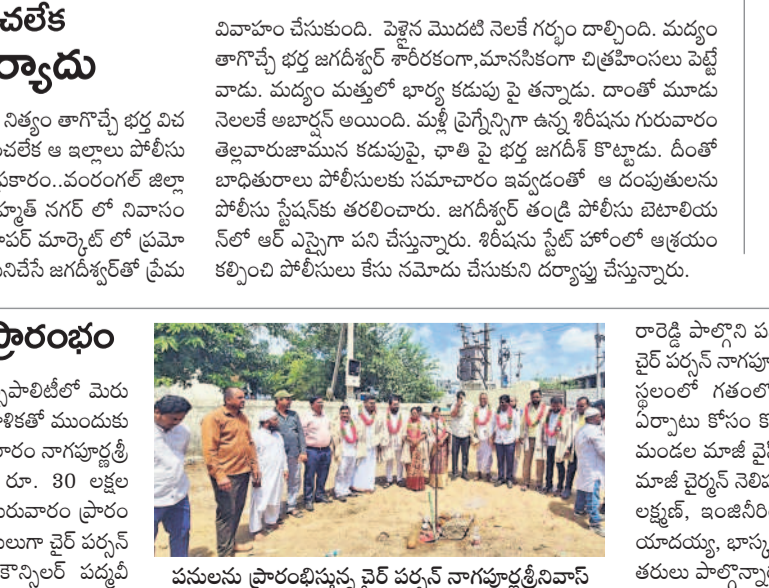 చలేక
ర్యాదు
నిత్యం తాగొచ్చే భర్త విచ
చలేక ఆ ఇల్లాలు పోలీసు
ప్రకారం..వరంగల్ జిల్లా
హ్మత్ నగర్ లో నివాసం
పర్ మార్కెట్ లో ప్రమో
నిచేసే జగదీశ్వర్‌తో ప్రేమ
వివాహం చేసుకుంది. పెళ్లైన మొదటి నెలకే గర్భం దాల్చింది. మద్యం
తాగొచ్చే భర్త జగదీశ్వర్ శారీరకంగా,మానసికంగా చిత్రహింసలు పెట్టే
వాడు. మద్యం మత్తులో భార్య కడుపు పై తన్నాడు. దాంతో మూడు
నెలలకే అబార్షన్ అయింది. మళ్లీ ప్రెగ్నేన్సిగా ఉన్న శిరీషను గురువారం
తెల్లవారుజామున కడుపుపై, ఛాతి పై భర్త జగదీశ్ కొట్టాడు. దీంతో
బాధితురాలు పోలీసులకు సమాచారం ఇవ్వడంతో ఆ దంపుతులను
పోలీసు స్టేషన్‌కు తరలించారు. జగదీశ్వర్ తండ్రి పోలీసు బెటాలియ
న్‌లో ఆర్ ఎస్సైగా పని చేస్తున్నారు. శిరీషను స్టేట్ హోంలో ఆశ్రయం
కల్పించి పోలీసులు కేసు నమోదు చేసుకుని దర్యాప్తు చేస్తున్నారు.
ప్రారంభం
స్సిపాలిటీలో మెరు
ళికతో ముందుకు
వారం నాగపూర్ణశ్రీ
రూ. 30 లక్షల
గురువారం ప్రారం
లుగా చైర్ పర్సన్
కౌన్సిలర్ పద్మవీ
పనులను ప్రారంభిస్తున్న చైర్ పర్సన్ నాగపూర్ణశ్రీనివాస్
రారెడ్డి పాల్గొని ప
చైర్ పర్సన్ నాగపూ
స్థలంలో గతంలో
ఏర్పాటు కోసం కొ
మండల మాజీ వైస్
మాజీ చైర్మన్ నెలిప
లక్ష్మణ్, ఇంజినీరిం
యాదయ్య, భాస్క
తరులు పాల్గొన్నా